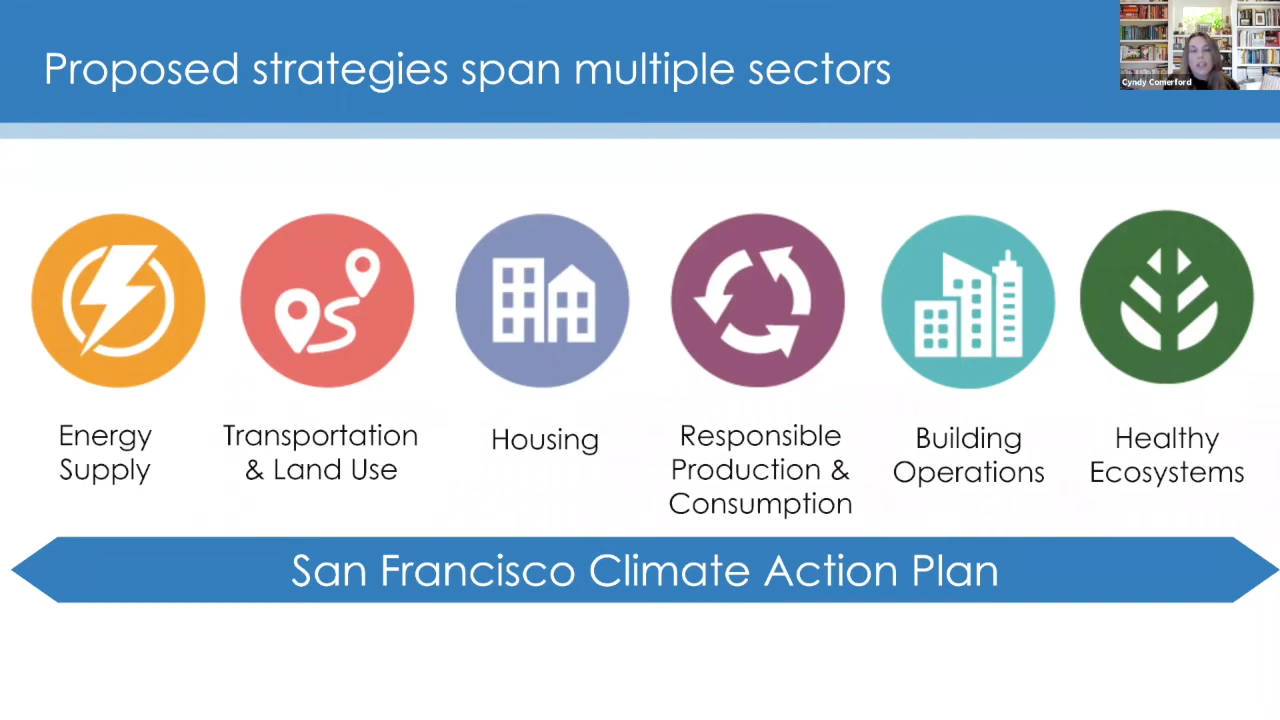 Proposed strategies span multiple sectors
Cyndy Comerford
Energy
Supply
Transportation
& Land Use
Housing
Responsible
Production &
Consumption
Building
Operations
Healthy
Ecosystems
San Francisco Climate Action Plan